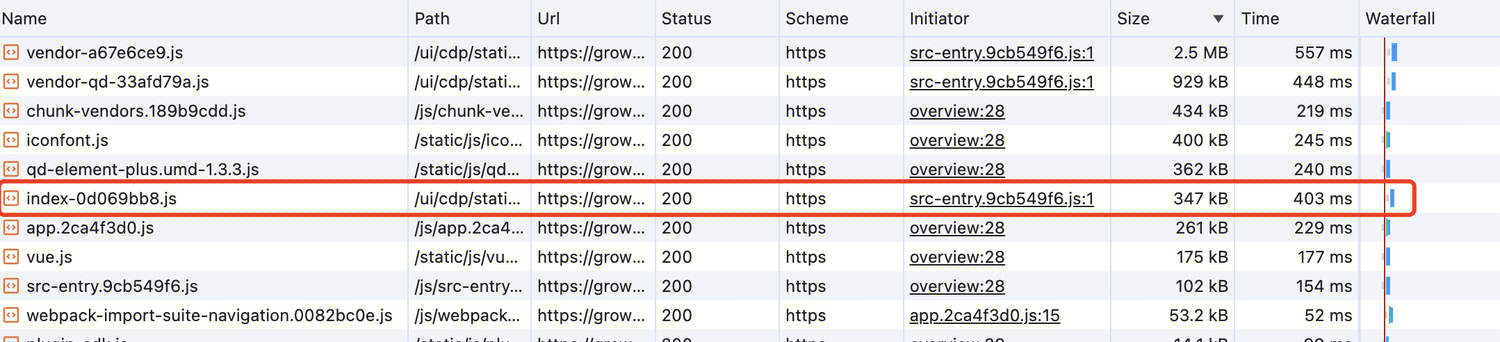 Name Path Url Status Scheme Initiator Size ▼ Time Waterfall
vendor-a67e6ce9.js /ui/cdp/stati... https://grow... 200 https src-entry.9cb549f6.js:1 2.5 MB 557 ms
vendor-qd-33afd79a.js /ui/cdp/stati... https://grow... 200 https src-entry.9cb549f6.js:1 929 kB 448 ms
chunk-vendors.189b9cdd.js /js/chunk-ve... https://grow... 200 https overview:28 434 kB 219 ms
iconfont.js /static/js/ico... https://grow... 200 https overview:28 400 kB 245 ms
qd-element-plus.umd-1.3.3.js /static/js/qd... https://grow... 200 https overview:28 362 kB 240 ms
index-0d069bb8.js /ui/cdp/stati... https://grow... 200 https src-entry.9cb549f6.js:1 347 kB 403 ms
app.2ca4f3d0.js /js/app.2ca4... https://grow... 200 https overview:28 261 kB 229 ms
vue.js /static/js/vu... https://grow... 200 https overview:28 175 kB 177 ms
src-entry.9cb549f6.js /js/src-entry... https://grow... 200 https overview:28 102 kB 154 ms
webpack-import-suite-navigation.0082bc0e.js /js/webpack... https://grow... 200 https app.2ca4f3d0.js:15 53.2 kB 52 ms